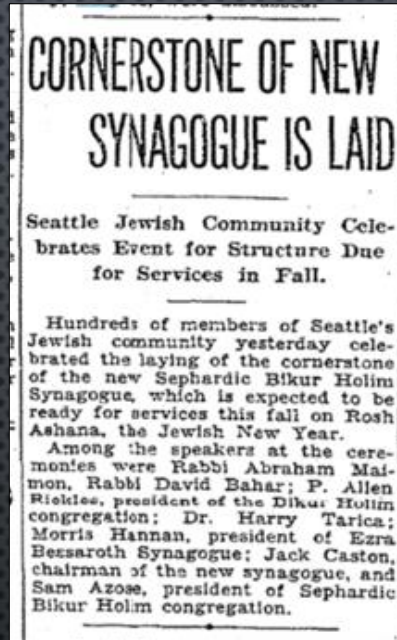 CORNERSTONE OF NEW
SYNAGOGUE IS LAID
Seattle Jewish Community Cele-
brates Event for Structure Due
for Services in Fall.
Hundreds of members of Seattle's
Jewish community yesterday cele-
brated the laying of the cornerstone
of the new Sephardic Bikur Holim
Synagogue, which is expected to be
ready for services this fall on Rosh
Ashana, the Jewish New Year.
Among the speakers at the cere-
monies were Rabbi Abraham Mai-
mon, Rabbi David Bahar; P. Allen
Rickles, president of the Bikur Holim
congregation; Dr. Harry Tarica;
Morris Hannan, president of Ezra
Bessaroth Synagogue; Jack Caston,
chairman of the new synagogue, and
Sam Azose, president of Sephardic
Bikur Holim congregation.